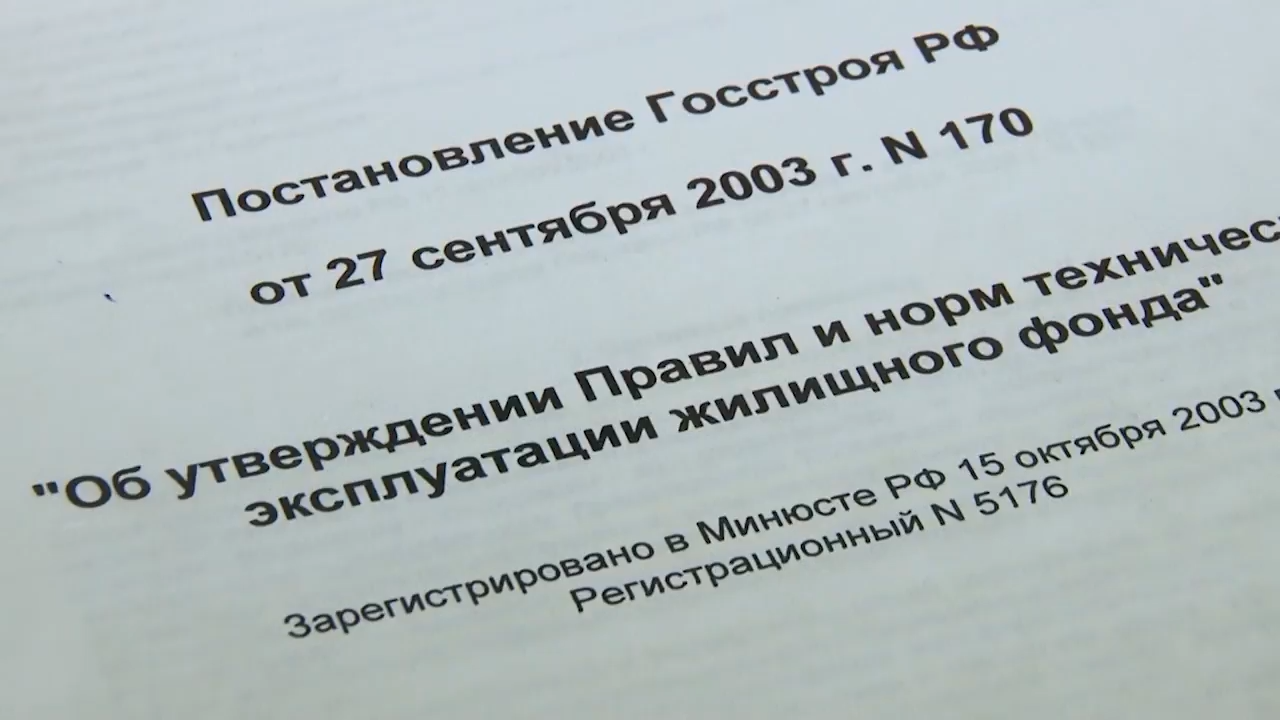 Постановление Госстроя РФ
от 27 сентября 2003 г. N 170
"Об утверждении Правил и норм техничес
эксплуатации жилищного фонда"
Зарегистрировано в Минюсте РФ 15 октября 2003
Регистрационный N 5176